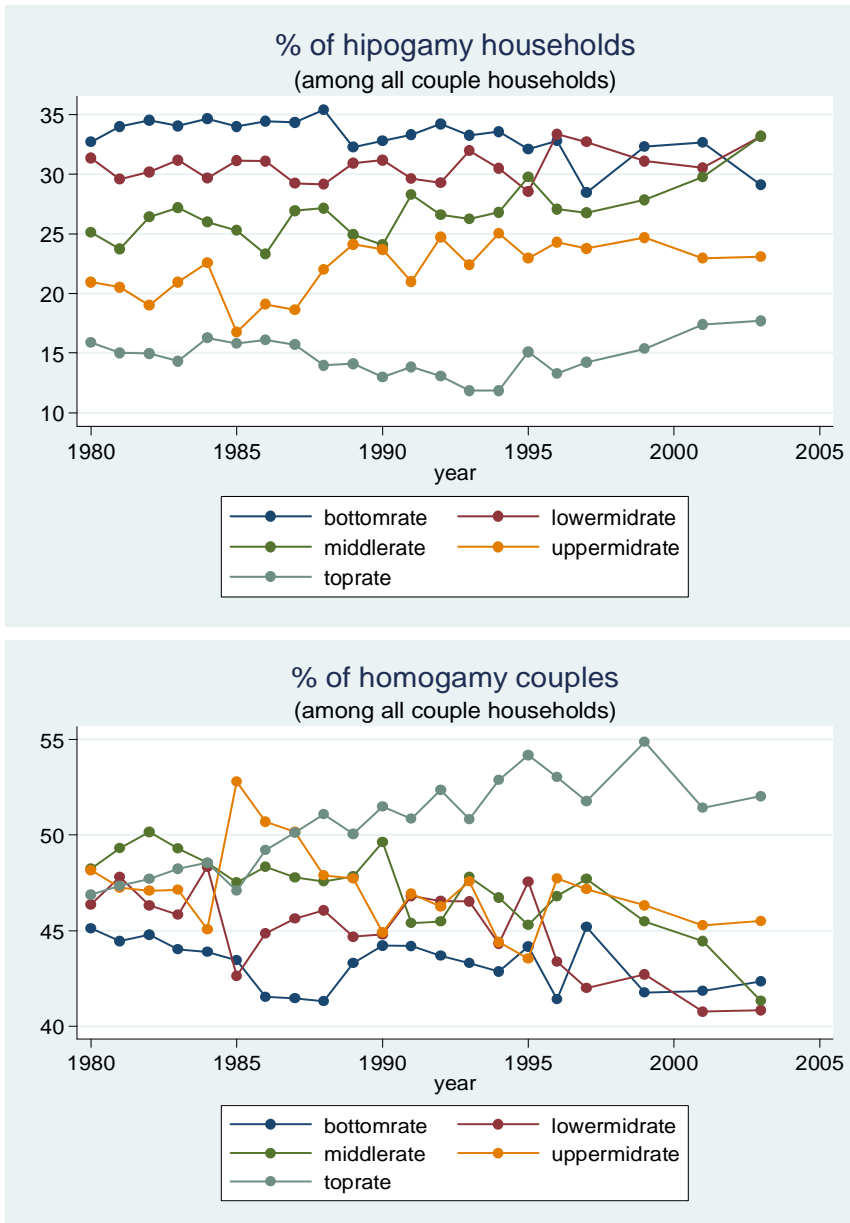 % of hipogamy households
(among all couple households)
35
30
25
20
15
10
1980 1985 1990 1995 2000 2005
year
bottomrate lowermidrate
middlerate uppermidrate
toprate
% of homogamy couples
(among all couple households)
55
50
45
40
1980 1985 1990 1995 2000 2005
year
bottomrate lowermidrate
middlerate uppermidrate
toprate